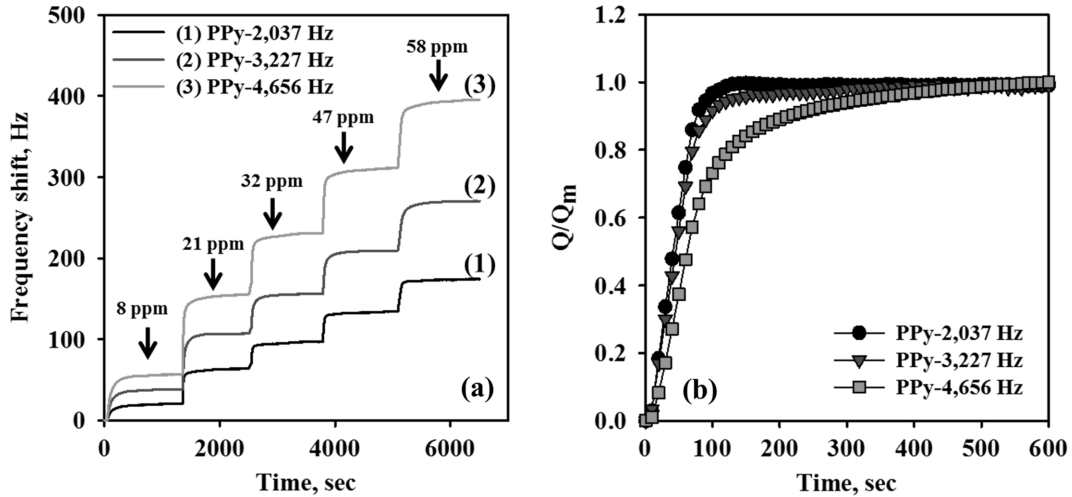 500
400
300
200
100
0
Frequency shift, Hz
(1) PPy-2,037 Hz
(2) PPy-3,227 Hz
(3) PPy-4,656 Hz
58 ppm
(3)
47 ppm
32 ppm
(2)
21 ppm
(1)
8 ppm
(a)
0 2000 4000 6000
Time, sec
1.2
1.0
0.8
0.6
0.4
0.2
0.0
Q/Qm
PPy-2,037 Hz
PPy-3,227 Hz
PPy-4,656 Hz
(b)
0 100 200 300 400 500 600
Time, sec